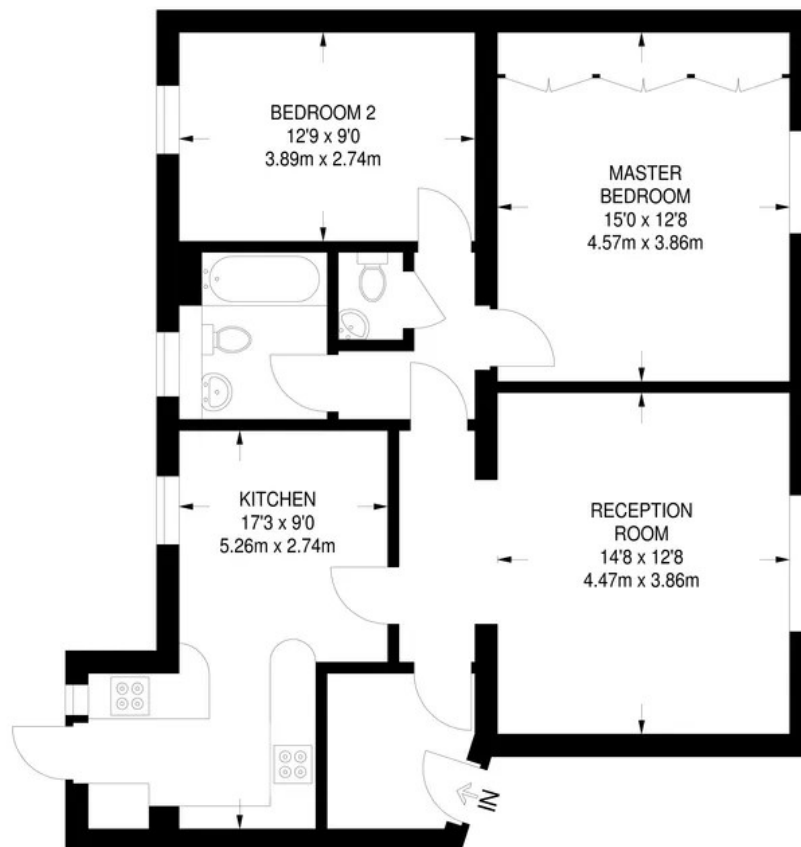 BEDROOM 2
12'9 x 9'0
3.89m x 2.74m
MASTER
BEDROOM
15'0 x 12'8
4.57m x 3.86m
KITCHEN
17'3 x 9'0
5.26m x 2.74m
RECEPTION
ROOM
14'8 x 12'8
4.47m x 3.86m
IN